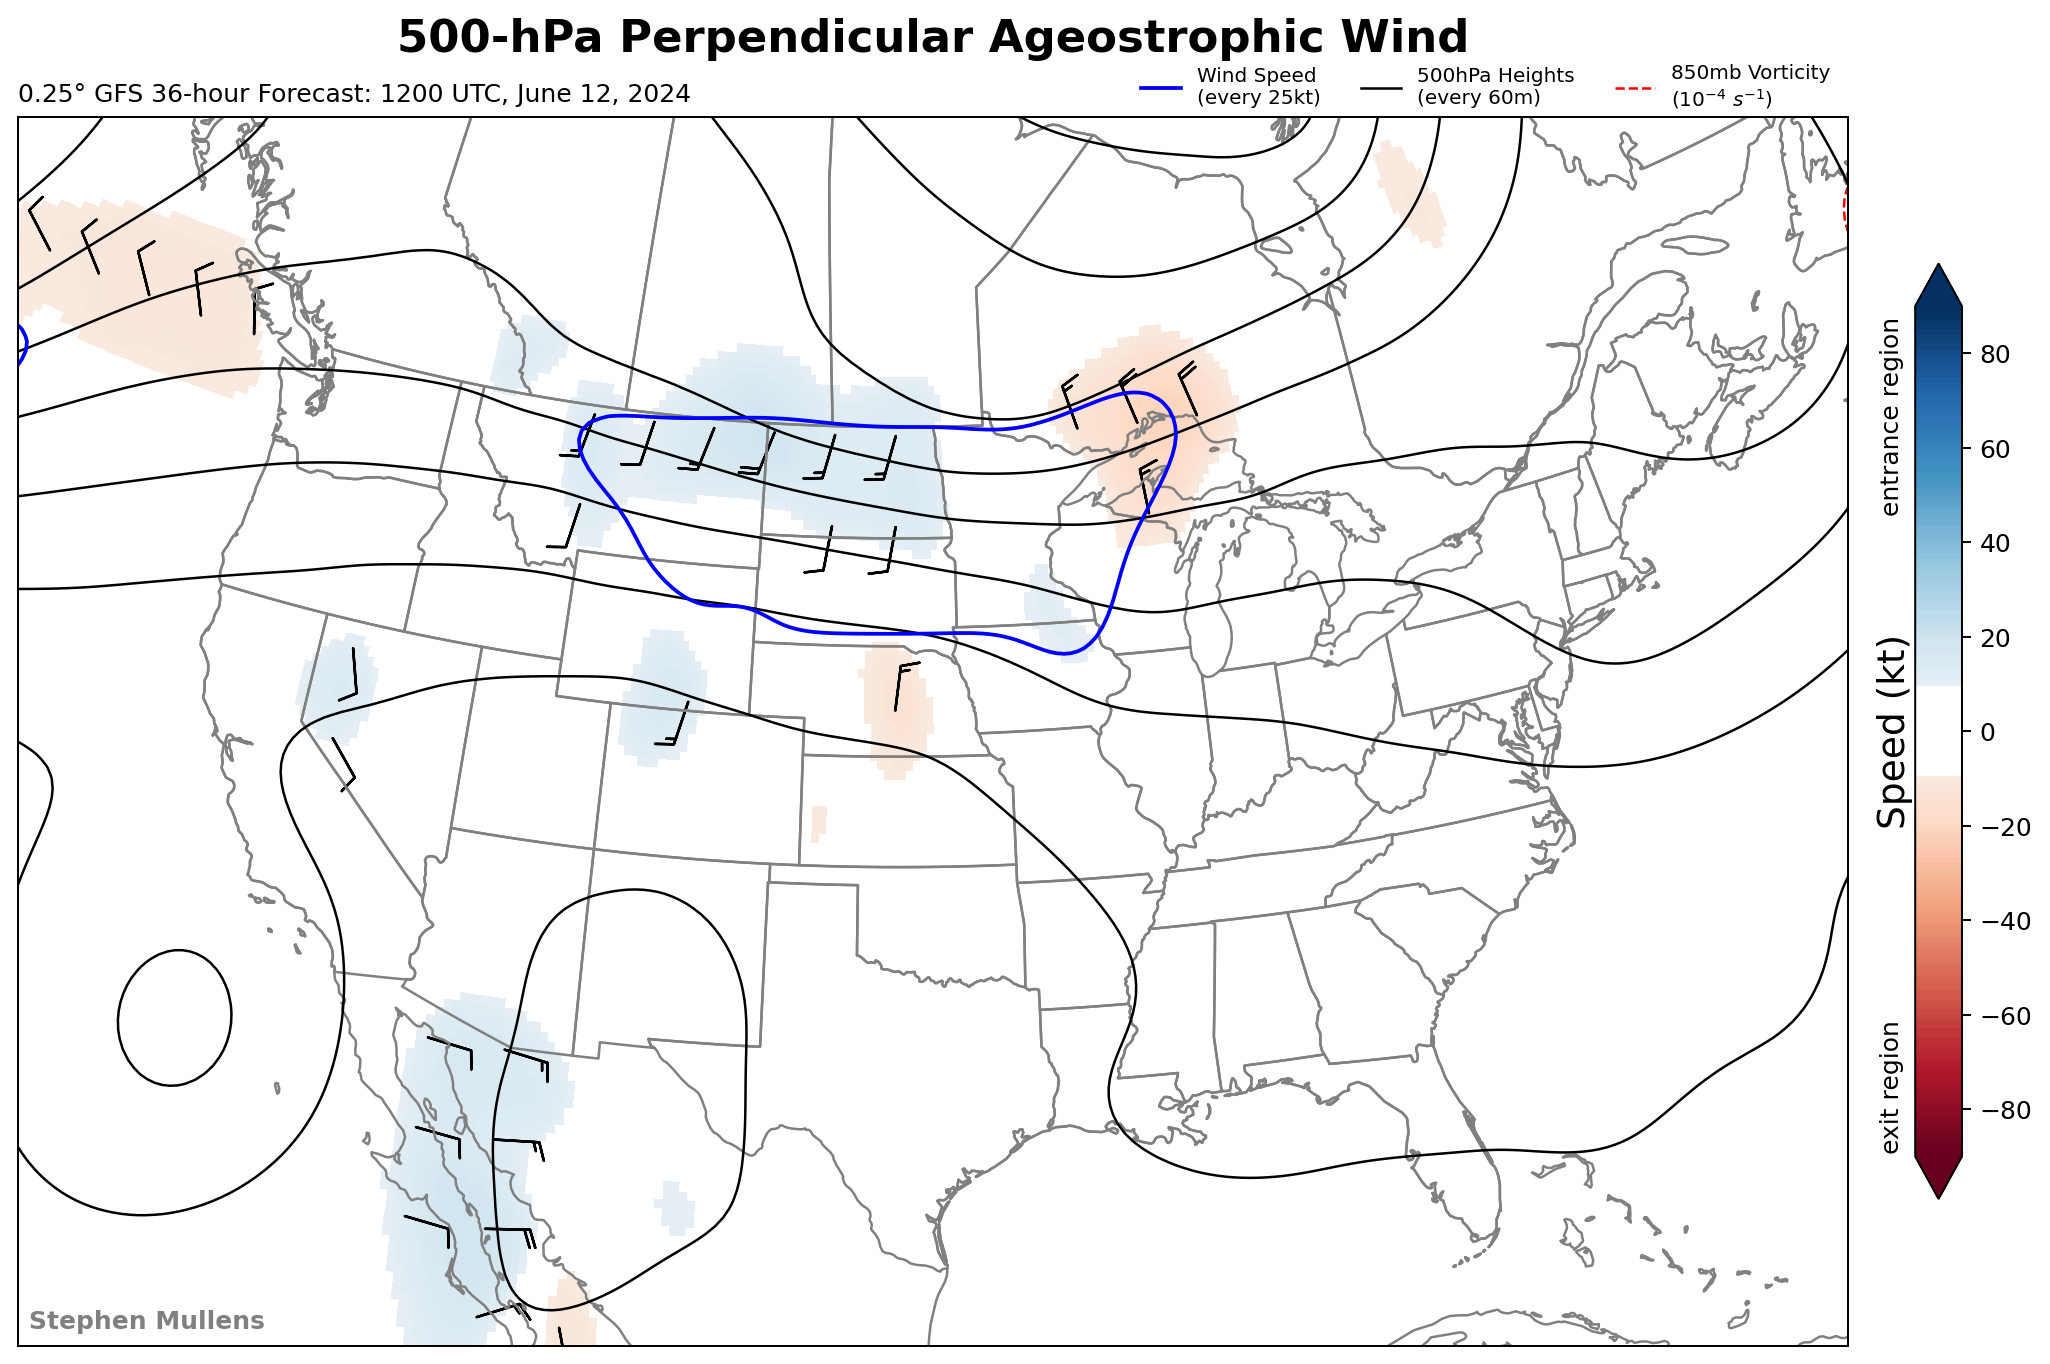 500-hPa Perpendicular Ageostrophic Wind
0.25° GFS 36-hour Forecast: 1200 UTC, June 12, 2024
Wind Speed
(every 25kt)
500hPa Heights
(every 60m)
850mb Vorticity
(10⁻⁴ s⁻¹)
entrance region
Speed (kt)
exit region
80
60
40
20
0
−20
−40
−60
−80
Stephen Mullens